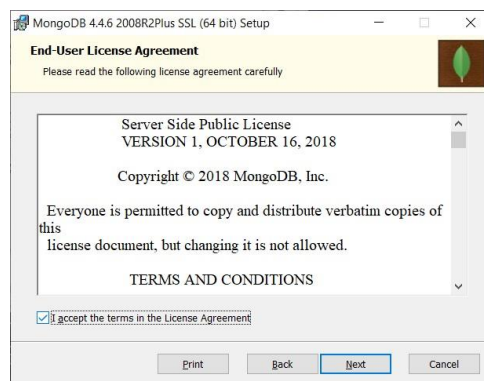 MongoDB 4.4.6 2008R2Plus SSL (64 bit) Setup
End-User License Agreement
Please read the following license agreement carefully
Server Side Public License
VERSION 1, OCTOBER 16, 2018
Copyright © 2018 MongoDB, Inc.
Everyone is permitted to copy and distribute verbatim copies of
this
license document, but changing it is not allowed.
TERMS AND CONDITIONS
I accept the terms in the License Agreement
Print Back Next Cancel